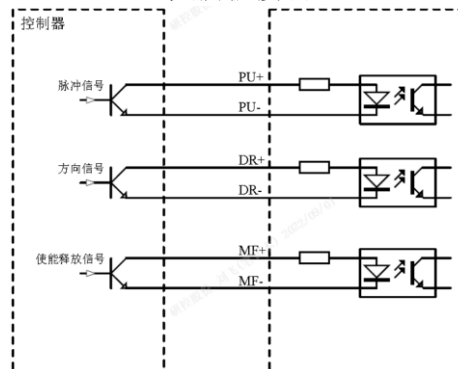 控制器
脉冲信号
PU+
PU-
方向信号
DR+
DR-
使能释放信号
MF+
MF-